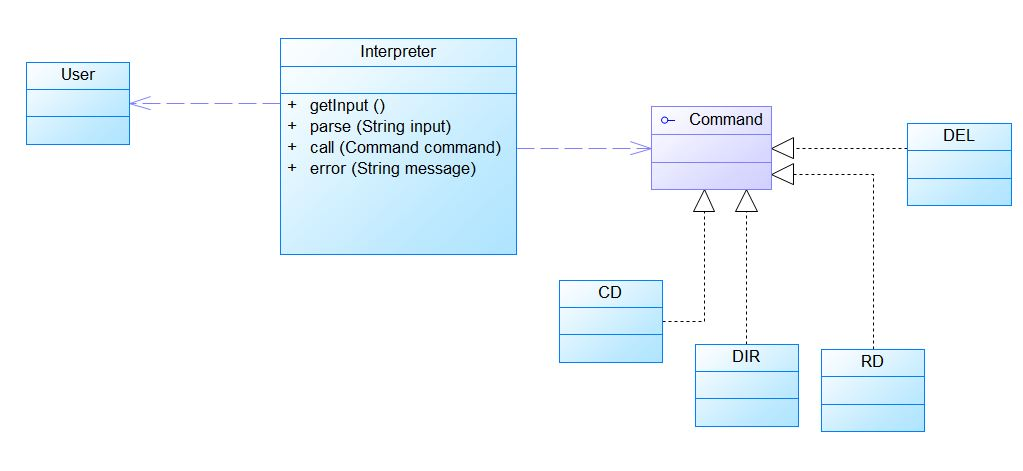 User
Interpreter
+ getInput ()
+ parse (String input)
+ call (Command command)
+ error (String message)
Command
DEL
CD
DIR
RD